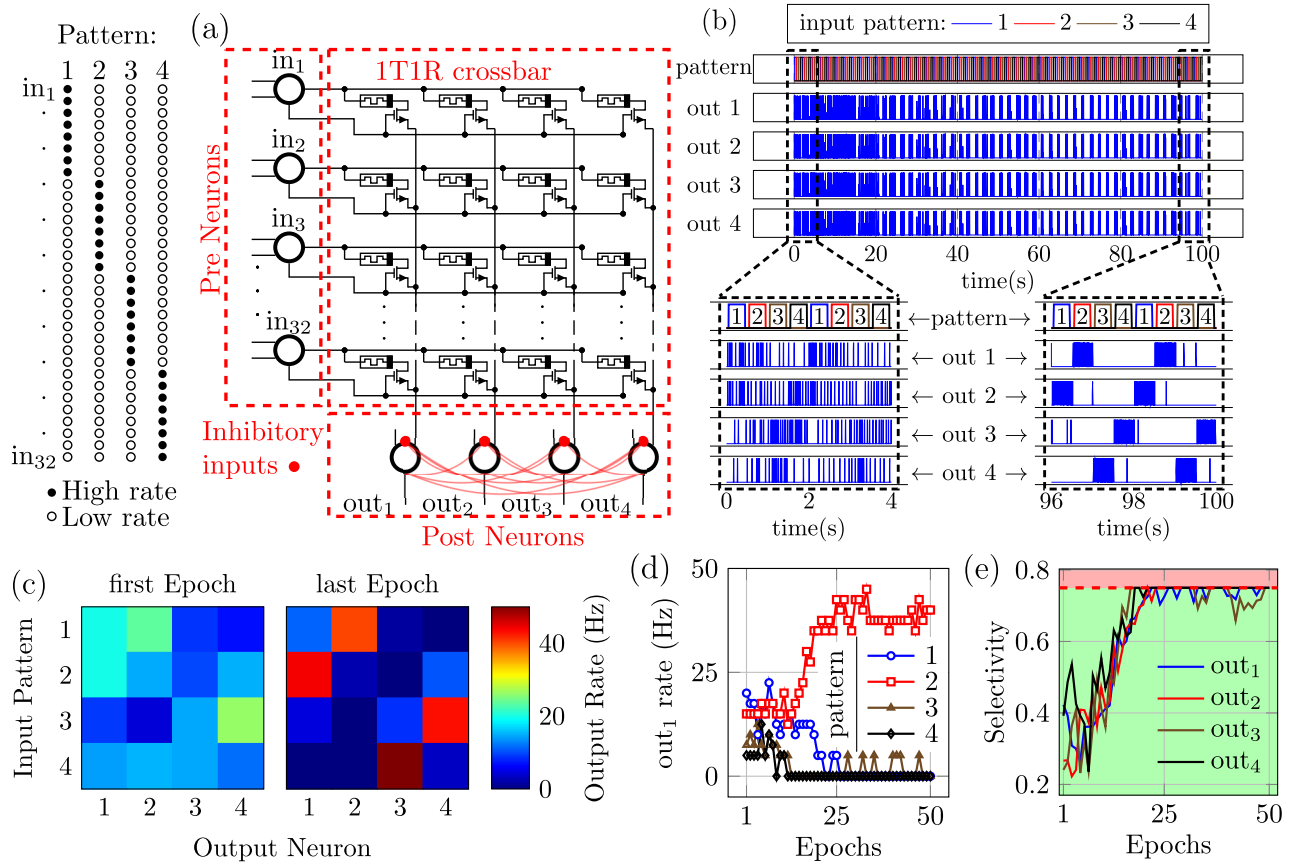 Pattern:
1 2 3 4
in1
in32
High rate
Low rate
(a)
1T1R crossbar
in1
in2
in3
in32
Pre Neurons
Inhibitory
inputs
out1 out2 out3 out4
Post Neurons
(b)
input pattern: 1 2 3 4
pattern
out 1
out 2
out 3
out 4
0 20 40 60 80 100
time(s)
1 2 3 4 1 2 3 4 ←pattern→ 1 2 3 4 1 2 3 4
← out 1 →
← out 2 →
← out 3 →
← out 4 →
0 2 4 96 98 100
time(s) time(s)
(c)
first Epoch last Epoch
Input Pattern
1
2
3
4
1 2 3 4 1 2 3 4
Output Neuron
40
20
0
Output Rate (Hz)
(d)
out1 rate (Hz)
50
25
0
pattern
1
2
3
4
1 25 50
Epochs
(e)
Selectivity
0.8
0.6
0.4
0.2
out1
out2
out3
out4
1 25 50
Epochs